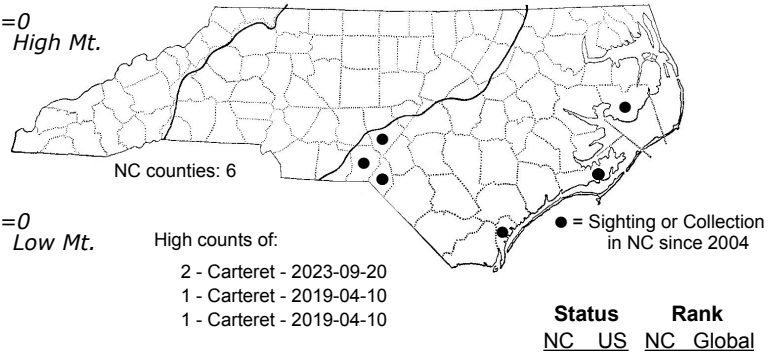 =0
High Mt.
NC counties: 6
=0
Low Mt.
High counts of:
2 - Carteret - 2023-09-20
1 - Carteret - 2019-04-10
1 - Carteret - 2019-04-10
● = Sighting or Collection
in NC since 2004
Status Rank
NC US NC Global